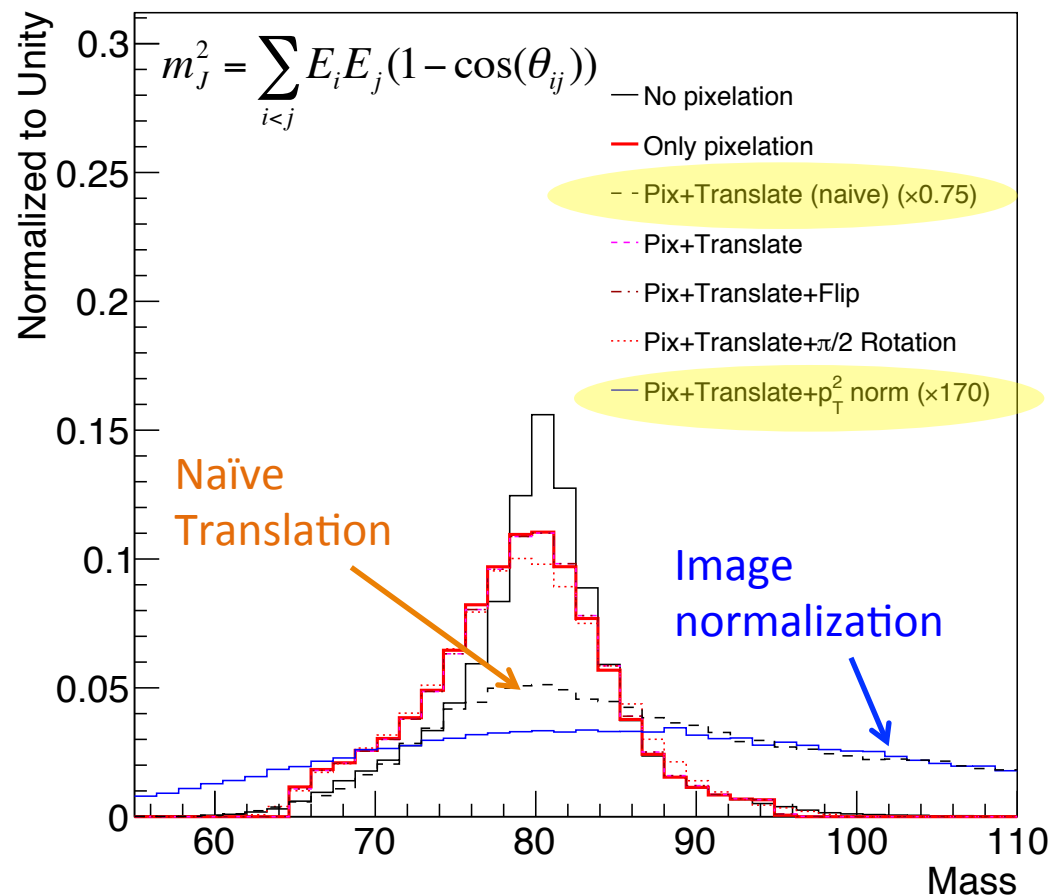 Normalized to Unity
0.3
0.25
0.2
0.15
0.1
0.05
0
m_J^2 = ∑_{i<j} E_i E_j (1 − cos(θ_{ij}))
No pixelation
Only pixelation
Pix+Translate (naive) (×0.75)
Pix+Translate
Pix+Translate+Flip
Pix+Translate+π/2 Rotation
Pix+Translate+p_T^2 norm (×170)
Naïve
Translation
Image
normalization
60 70 80 90 100 110
Mass